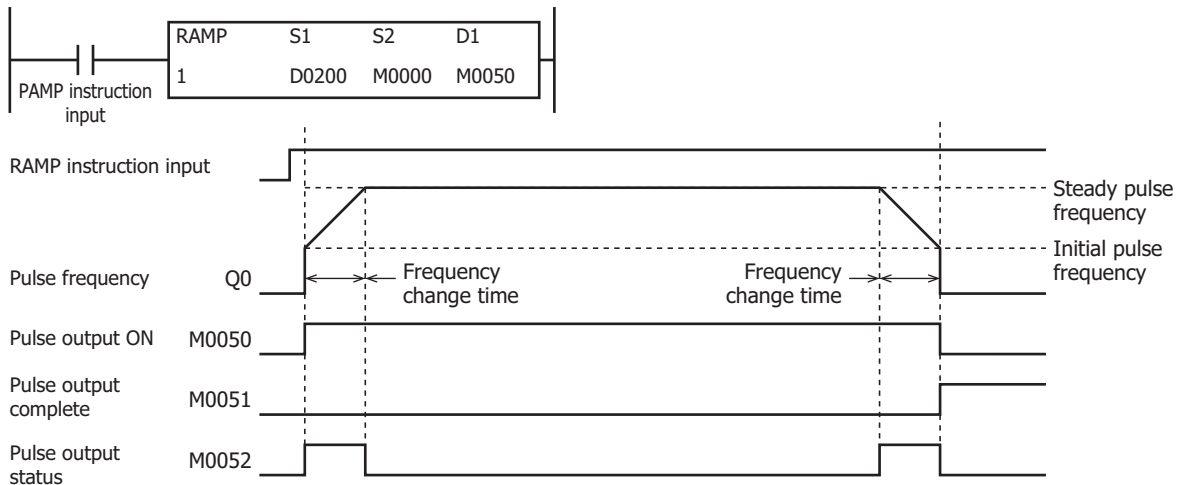 RAMP S1 S2 D1
1 D0200 M0000 M0050
PAMP instruction
input
RAMP instruction input
Steady pulse
frequency
Initial pulse
frequency
Pulse frequency Q0
Frequency
change time
Frequency
change time
Pulse output ON M0050
Pulse output
complete
M0051
Pulse output
status
M0052